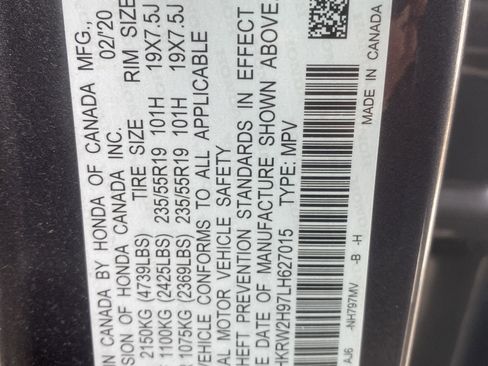 IN CANADA BY HONDA OF CANADA MFG.,
SION OF HONDA CANADA INC. 02/'20
TIRE SIZE RIM SIZE
2150KG (4739LBS)
1100KG (2425LBS) 235/55R19 101H 19X7.5J
1075KG (2369LBS) 235/55R19 101H 19X7.5J
VEHICLE CONFORMS TO ALL APPLICABLE
AL MOTOR VEHICLE SAFETY
THEFT PREVENTION STANDARDS IN EFFECT
E DATE OF MANUFACTURE SHOWN ABOVE.
HKRW2H97LH627015 TYPE: MPV
AJ6 -NH797MV -B -H
MADE IN CANADA